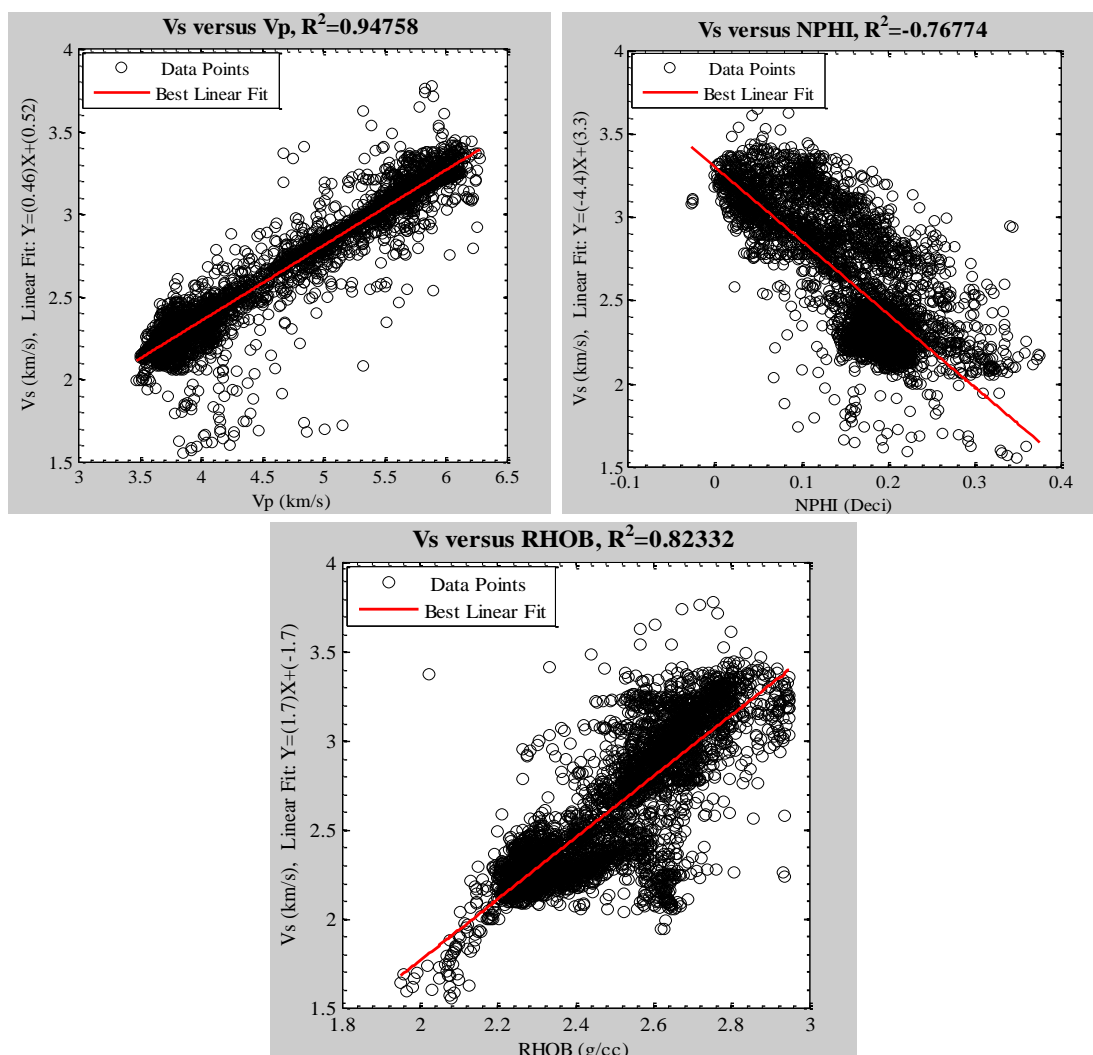 Vs versus Vp, R²=0.94758
Data Points
Best Linear Fit
Vs (km/s), Linear Fit: Y=(0.46)X+(0.52)
4
3.5
3
2.5
2
1.5
3 3.5 4 4.5 5 5.5 6 6.5
Vp (km/s)
Vs versus NPHI, R²=-0.76774
Data Points
Best Linear Fit
Vs (km/s), Linear Fit: Y=(-4.4)X+(3.3)
4
3.5
3
2.5
2
1.5
-0.1 0 0.1 0.2 0.3 0.4
NPHI (Deci)
Vs versus RHOB, R²=0.82332
Data Points
Best Linear Fit
Vs (km/s), Linear Fit: Y=(1.7)X+(-1.7)
4
3.5
3
2.5
2
1.5
1.8 2 2.2 2.4 2.6 2.8 3
RHOB (g/cc)